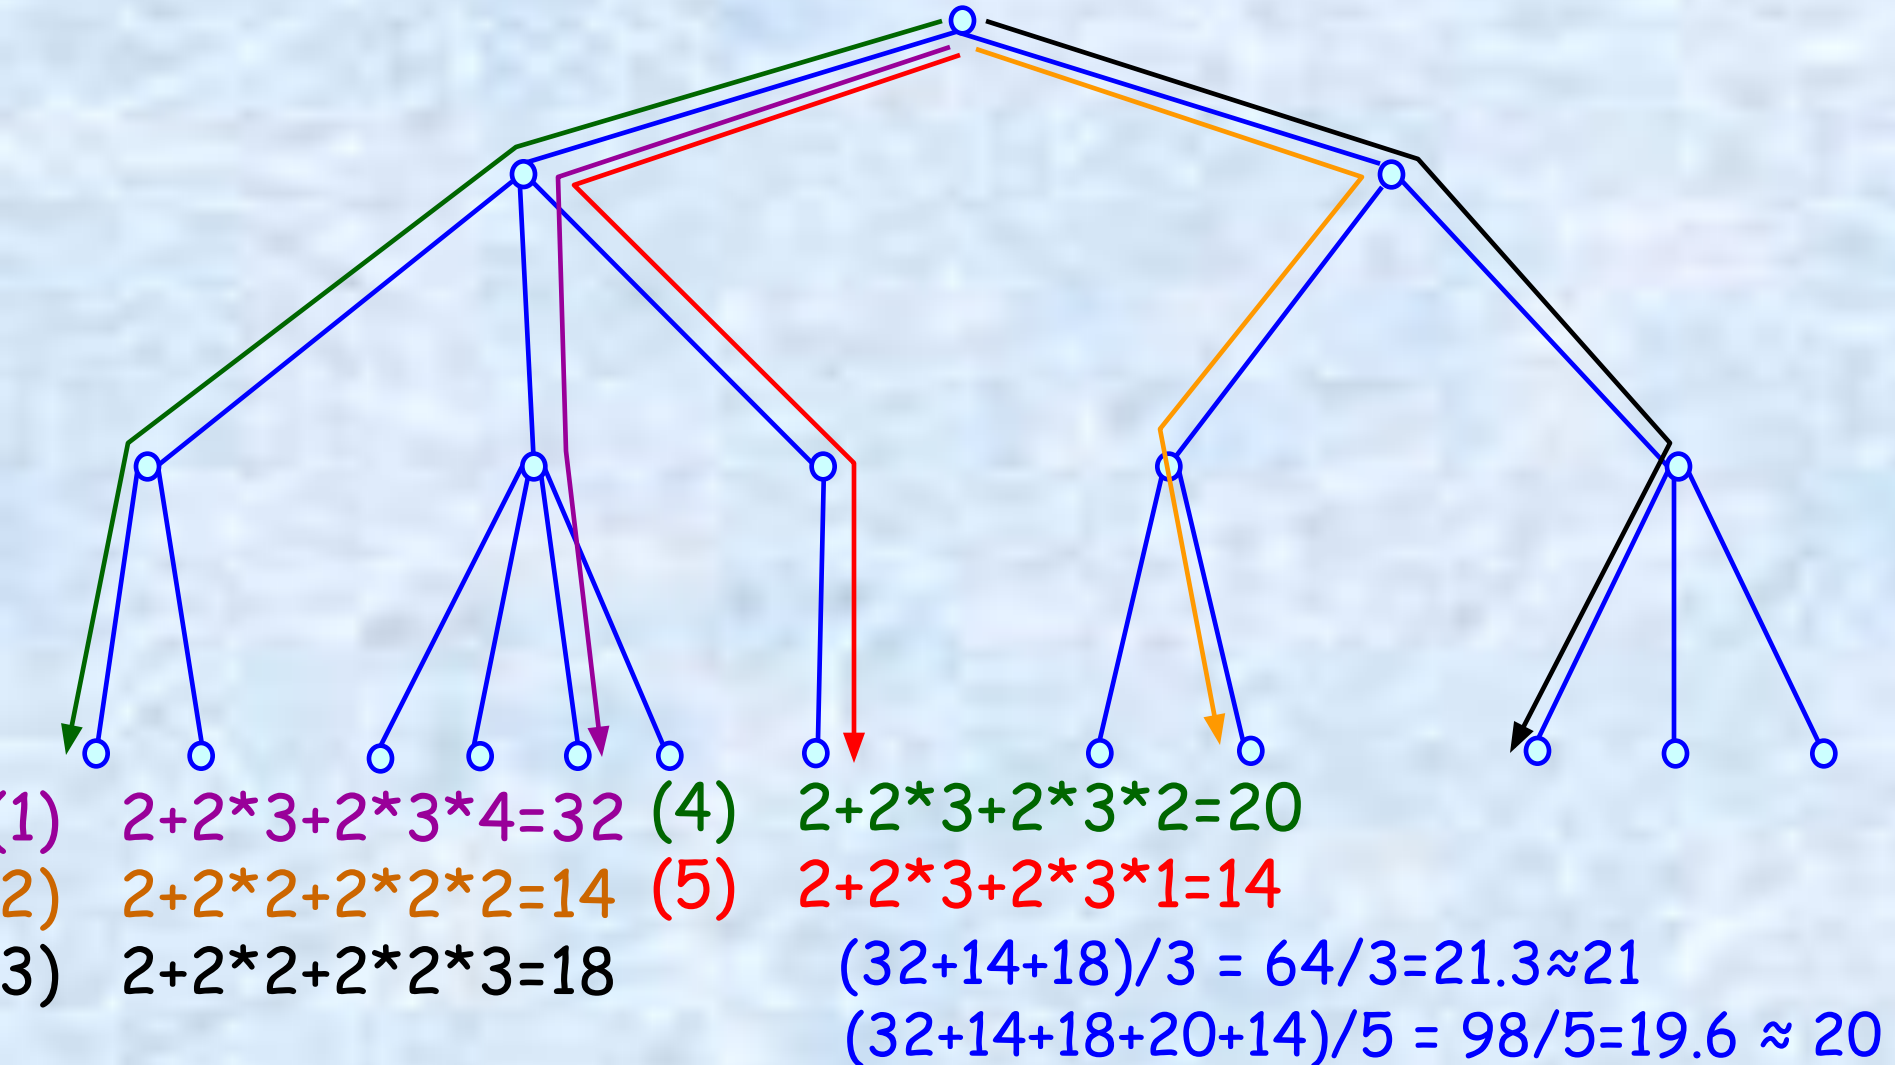 (1) 2+2*3+2*3*4=32
2) 2+2*2+2*2*2=14
3) 2+2*2+2*2*3=18
(4) 2+2*3+2*3*2=20
(5) 2+2*3+2*3*1=14
(32+14+18)/3 = 64/3=21.3≈21
(32+14+18+20+14)/5 = 98/5=19.6 ≈ 20